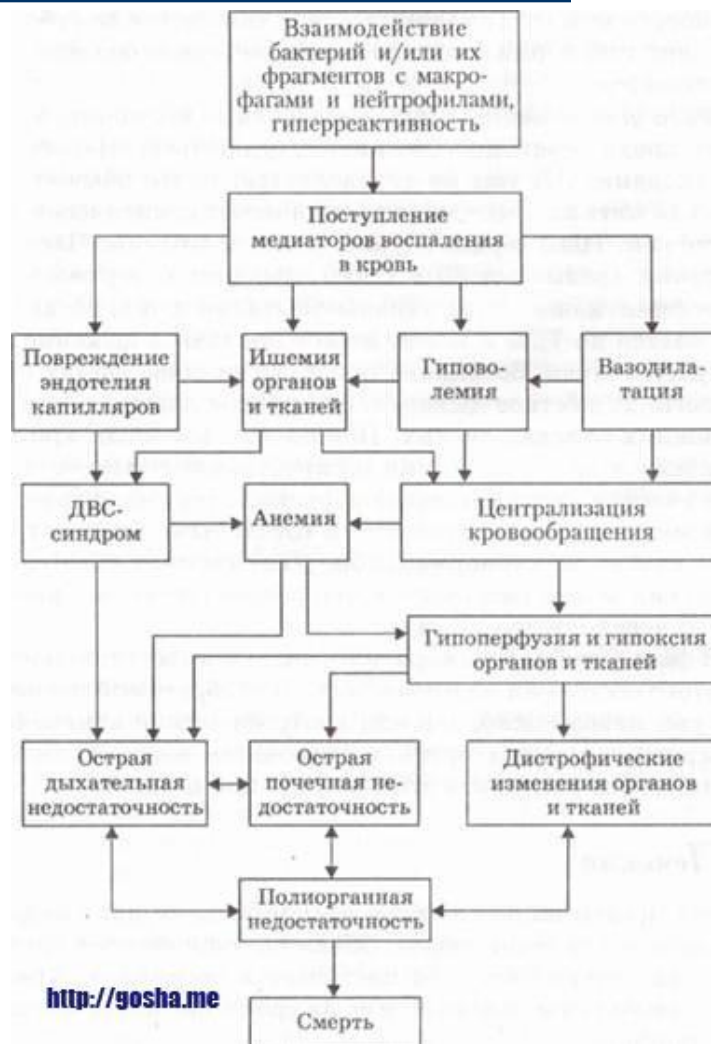 Взаимодействие
бактерий и/или их
фрагментов с макро-
фагами и нейтрофилами,
гиперреактивность
Поступление
медиаторов воспаления
в кровь
Повреждение
эндотелия
капилляров
Ишемия
органов
и тканей
Гипово-
лемия
Вазодила-
тация
ДВС-
синдром
Анемия
Централизация
кровообращения
Гипоперфузия и гипоксия
органов и тканей
Острая
дыхательная
недостаточность
Острая
почечная не-
достаточность
Дистрофические
изменения органов
и тканей
Полиорганная
недостаточность
http://gosha.me
Смерть